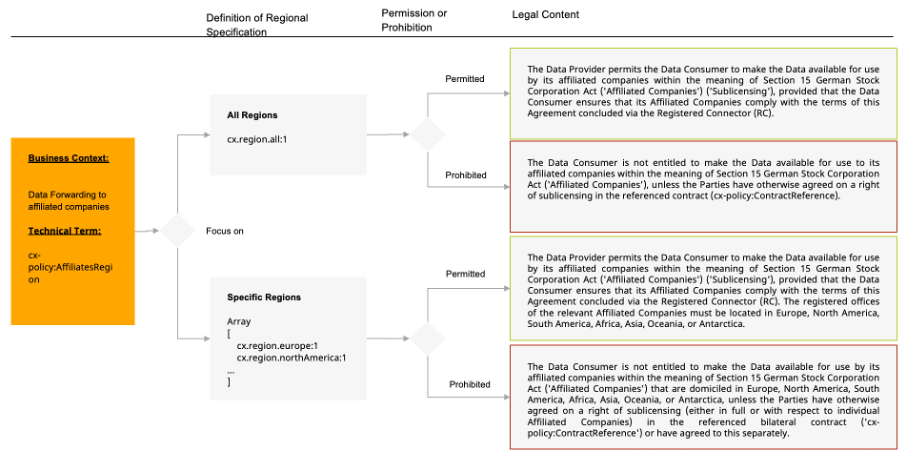 Definition of Regional
Specification
Permission or
Prohibition
Legal Content
Business Context:
Data Forwarding to
affiliated companies
Technical Term:
cx-
policy:AffiliatesRegi
on
Focus on
All Regions
cx.region.all:1
Permitted
The Data Provider permits the Data Consumer to make the Data available for use
by its affiliated companies within the meaning of Section 15 German Stock
Corporation Act ('Affiliated Companies') ('Sublicensing'), provided that the Data
Consumer ensures that its Affiliated Companies comply with the terms of this
Agreement concluded via the Registered Connector (RC).
Prohibited
The Data Consumer is not entitled to make the Data available for use to its
affiliated companies within the meaning of Section 15 German Stock Corporation
Act ('Affiliated Companies'), unless the Parties have otherwise agreed on a right
of sublicensing in the referenced contract (cx-policy:ContractReference).
Specific Regions
Array
[
cx.region.europe:1
cx.region.northAmerica:1
...
]
Permitted
The Data Provider permits the Data Consumer to make the Data available for use
by its affiliated companies within the meaning of Section 15 German Stock
Corporation Act ('Affiliated Companies') ('Sublicensing'), provided that the Data
Consumer ensures that its Affiliated Companies comply with the terms of this
Agreement concluded via the Registered Connector (RC). The registered offices
of the relevant Affiliated Companies must be located in Europe, North America,
South America, Africa, Asia, Oceania, or Antarctica.
Prohibited
The Data Consumer is not entitled to make the Data available for use by its
affiliated companies within the meaning of Section 15 German Stock Corporation
Act ('Affiliated Companies') that are domiciled in Europe, North America, South
America, Africa, Asia, Oceania, or Antarctica, unless the Parties have otherwise
agreed on a right of sublicensing (either in full or with respect to individual
Affiliated Companies) in the referenced bilateral contract ('cx-
policy:ContractReference') or have agreed to this separately.